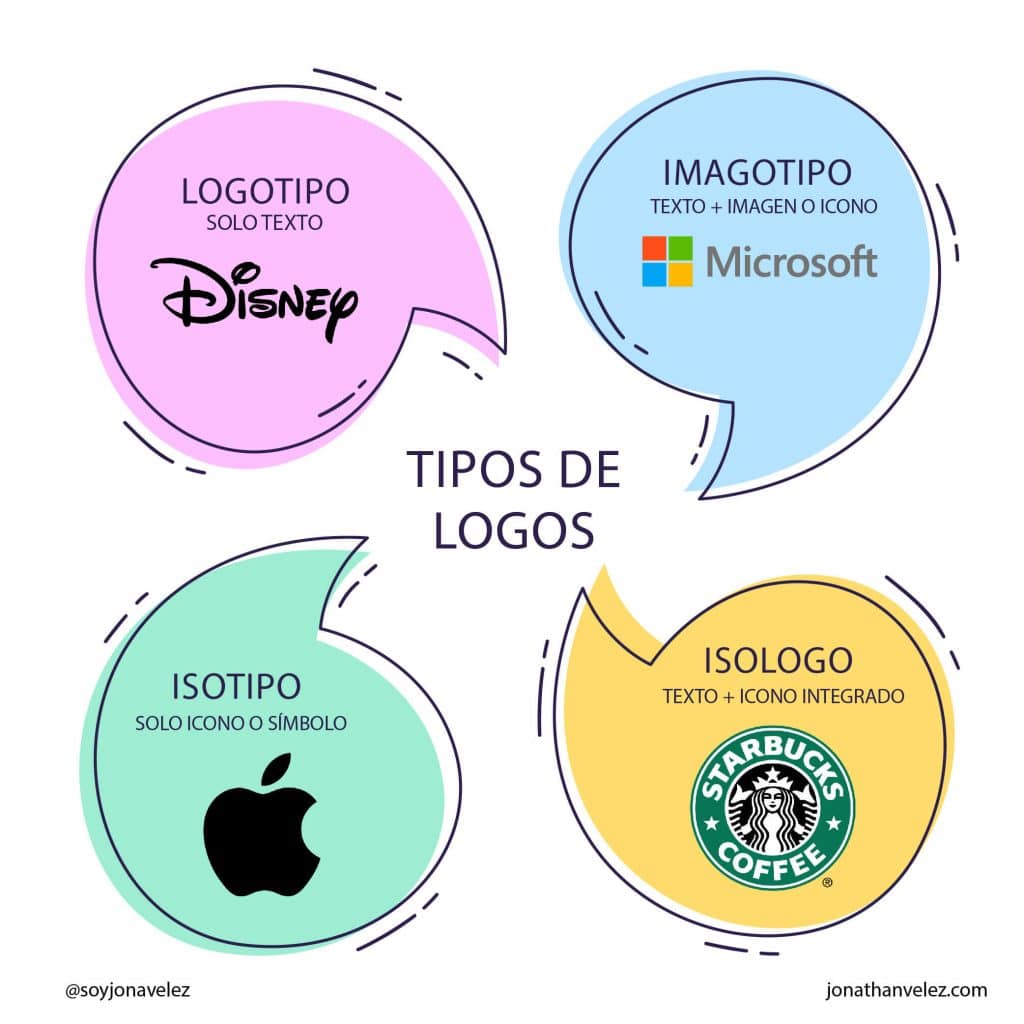 LOGOTIPO
SOLO TEXTO
Disney
IMAGOTIPO
TEXTO + IMAGEN O ICONO
Microsoft
TIPOS DE
LOGOS
ISOTIPO
SOLO ICONO O SÍMBOLO
ISOLOGO
TEXTO + ICONO INTEGRADO
STARBUCKS
COFFEE
®
@soyjonavelez
jonathanvelez.com